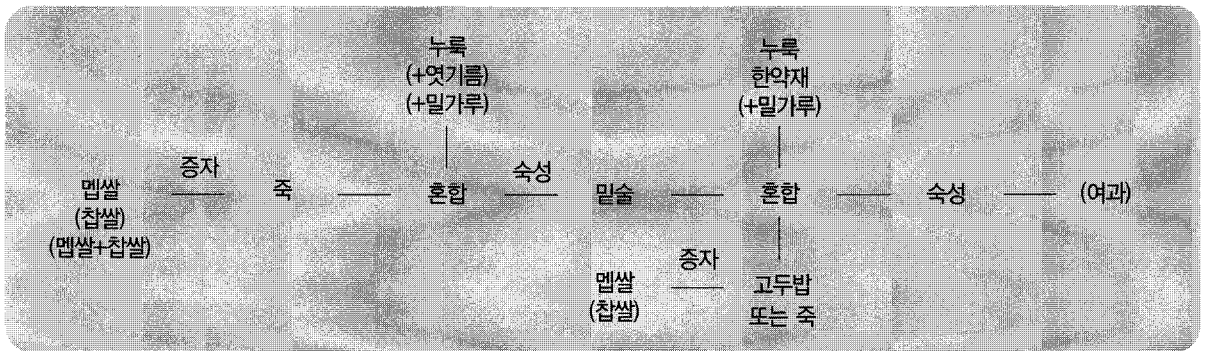 누룩
(+엿기름)
(+밀가루)
누룩
한약재
(+밀가루)
증자
숙성
멥쌀
(찹쌀)
(멥쌀+찹쌀)
죽
혼합
밑술
혼합
숙성
(여과)
증자
멥쌀
(찹쌀)
고두밥
또는 죽